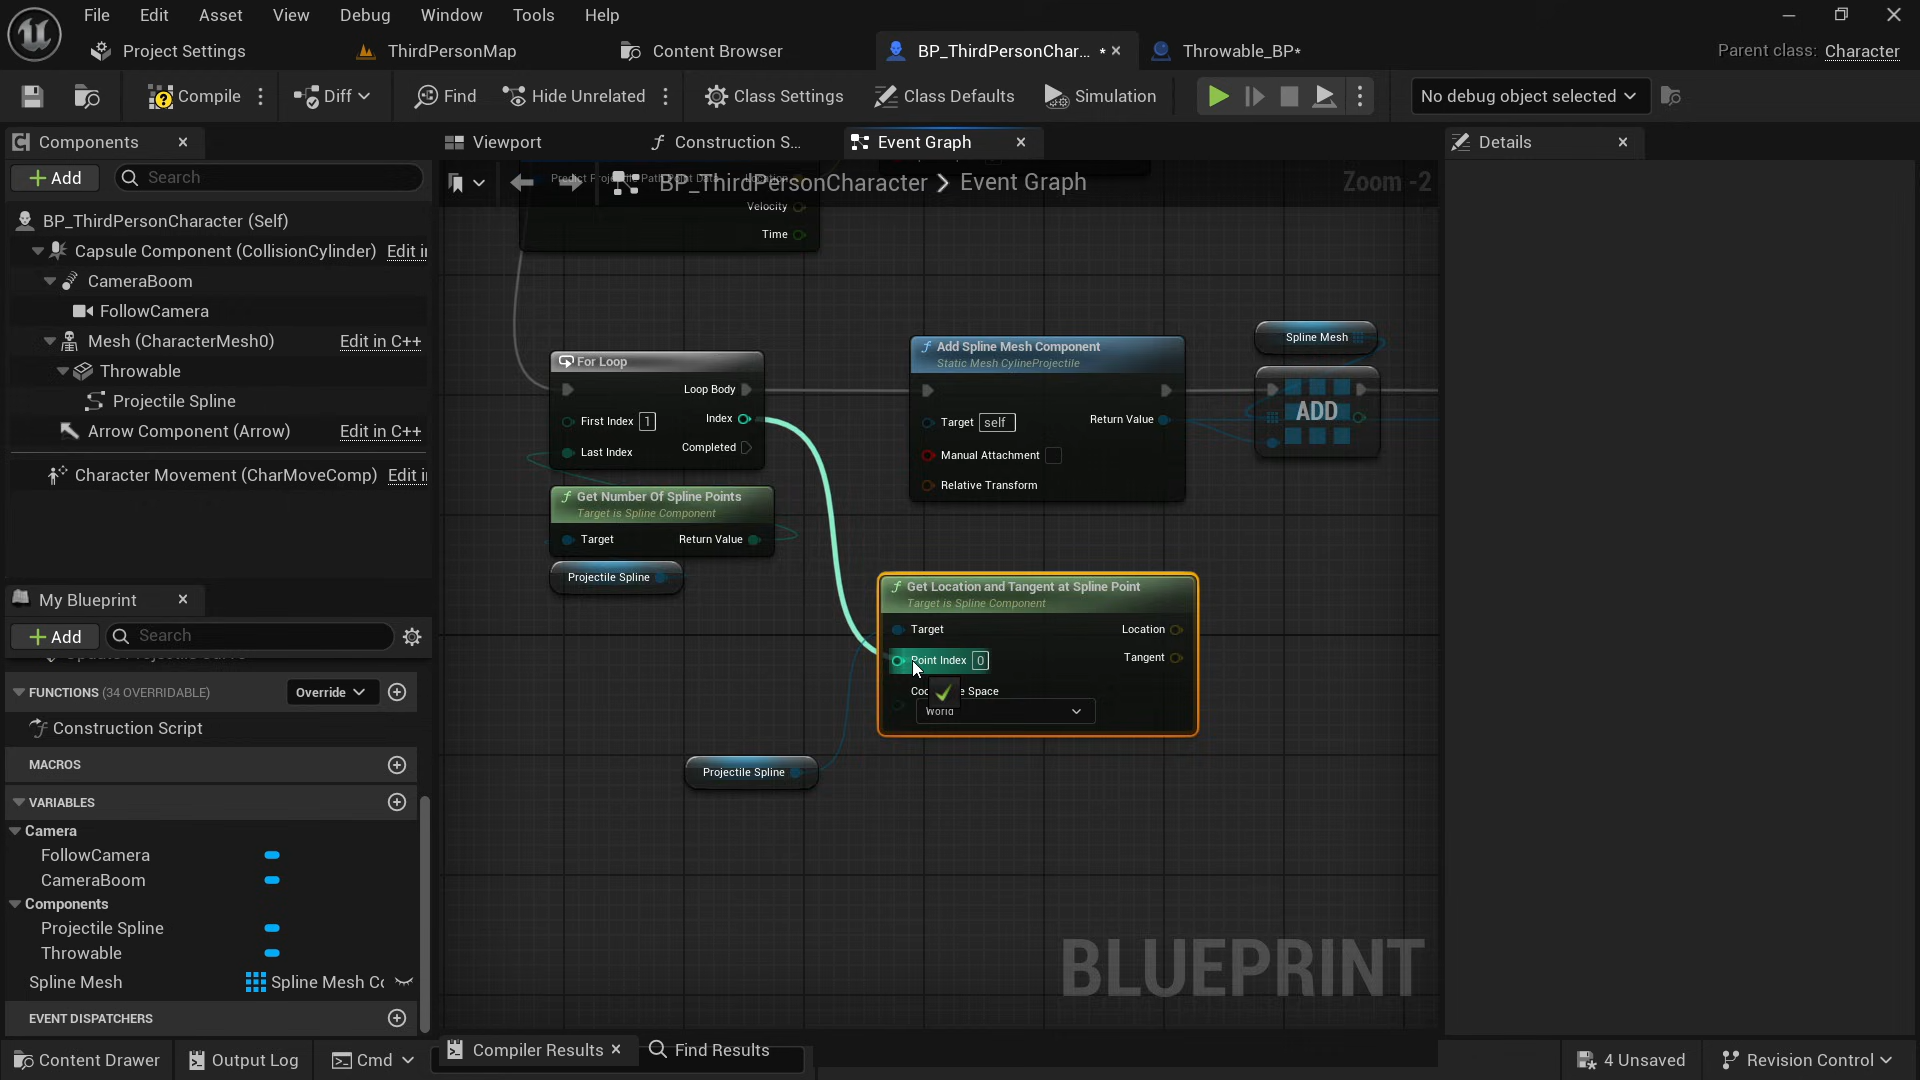 File Edit Asset View Debug Window Tools Help
Project Settings ThirdPersonMap Content Browser BP_ThirdPersonChar... * Throwable_BP* Parent class: Character
Compile Diff Find Hide Unrelated Class Settings Class Defaults Simulation No debug object selected
Components Viewport Construction S... Event Graph Details
Add Search
BP_ThirdPersonCharacter > Event Graph Zoom -2
BP_ThirdPersonCharacter (Self)
Capsule Component (CollisionCylinder) Edit in
CameraBoom
FollowCamera
Mesh (CharacterMesh0) Edit in C++
Throwable
Projectile Spline
Arrow Component (Arrow) Edit in C++
Character Movement (CharMoveComp) Edit in
Velocity
Time
For Loop
Loop Body
First Index 1 Index
Last Index Completed
Get Number Of Spline Points
Target is Spline Component
Target Return Value
Projectile Spline
Add Spline Mesh Component
Static Mesh CylineProjectile
Target self Return Value
Manual Attachment
Relative Transform
Spline Mesh
ADD
Get Location and Tangent at Spline Point
Target is Spline Component
Target Location
Point Index 0 Tangent
Space
World
Projectile Spline
BLUEPRINT
My Blueprint
Add Search
FUNCTIONS (34 OVERRIDABLE) Override
Construction Script
MACROS
VARIABLES
Camera
FollowCamera
CameraBoom
Components
Projectile Spline
Throwable
Spline Mesh Spline Mesh Co
EVENT DISPATCHERS
Content Drawer Output Log Cmd Compiler Results Find Results 4 Unsaved Revision Control